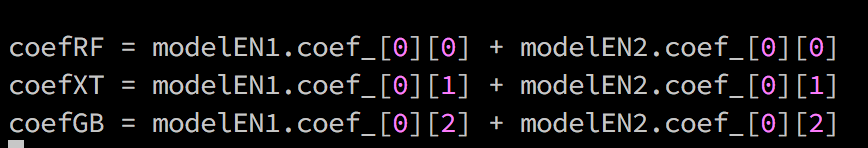 coefRF = modelEN1.coef_[0][0] + modelEN2.coef_[0][0]
coefXT = modelEN1.coef_[0][1] + modelEN2.coef_[0][1]
coefGB = modelEN1.coef_[0][2] + modelEN2.coef_[0][2]